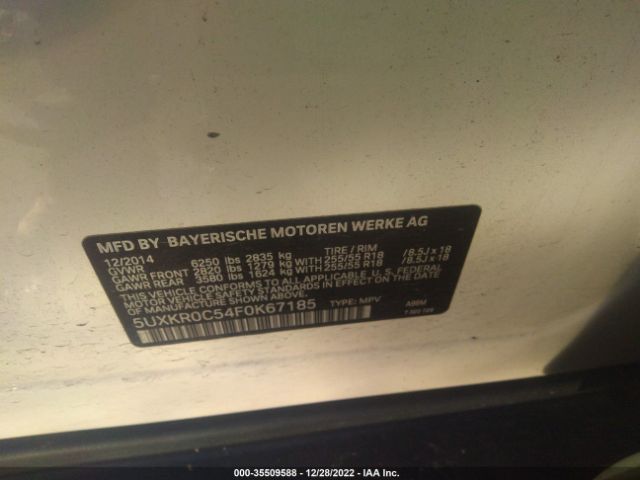 MFD BY BAYERISCHE MOTOREN WERKE AG
12/2014 TIRE / RIM
GVWR 6250 lbs 2835 kg
GAWR FRONT 2820 lbs 1279 kg WITH 255/55 R18 /8.5J x 18
GAWR REAR 3580 lbs 1624 kg WITH 255/55 R18 /8.5J x 18
THIS VEHICLE CONFORMS TO ALL APPLICABLE U.S. FEDERAL
MOTOR VEHICLE SAFETY STANDARDS IN EFFECT ON THE DATE
OF MANUFACTURE SHOWN ABOVE.
5UXKR0C54F0K67185 TYPE: MPV A96M
000-35509588 - 12/28/2022 - IAA Inc.